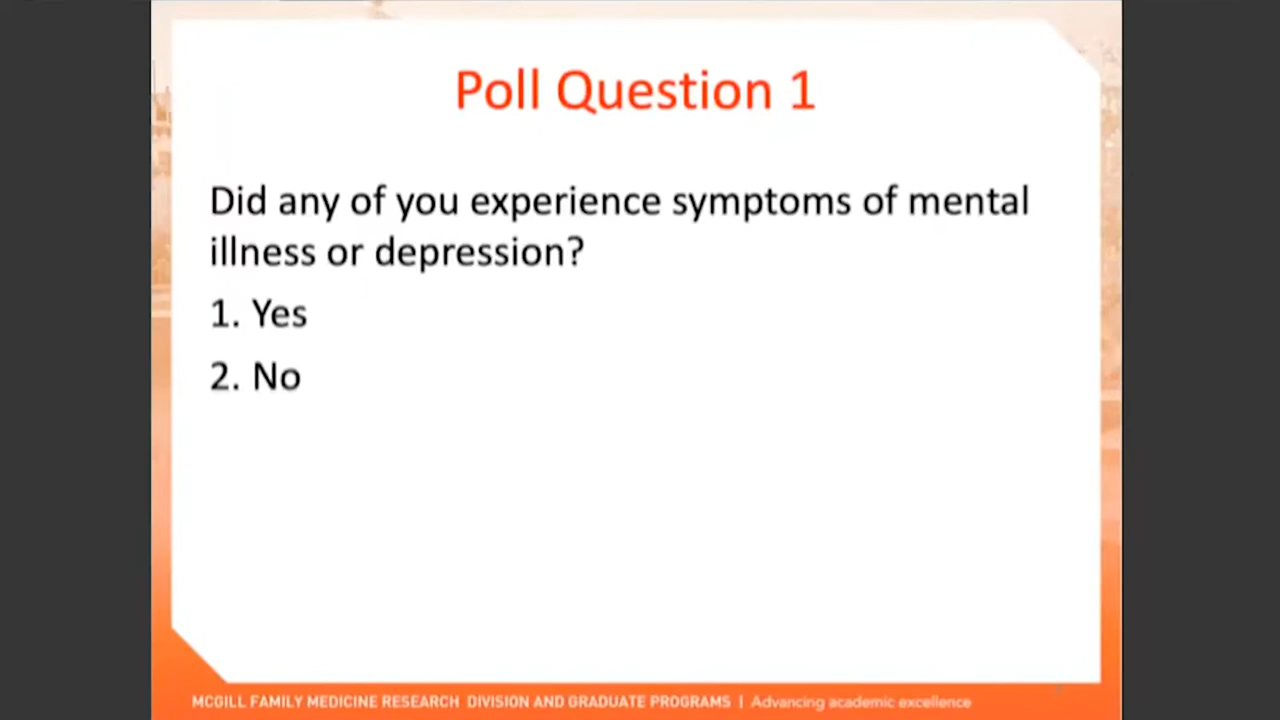 Poll Question 1
Did any of you experience symptoms of mental
illness or depression?
1. Yes
2. No
MCGILL FAMILY MEDICINE RESEARCH DIVISION AND GRADUATE PROGRAMS | Advancing academic excellence